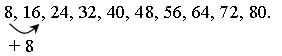 8, 16, 24, 32, 40, 48, 56, 64, 72, 80.
+ 8